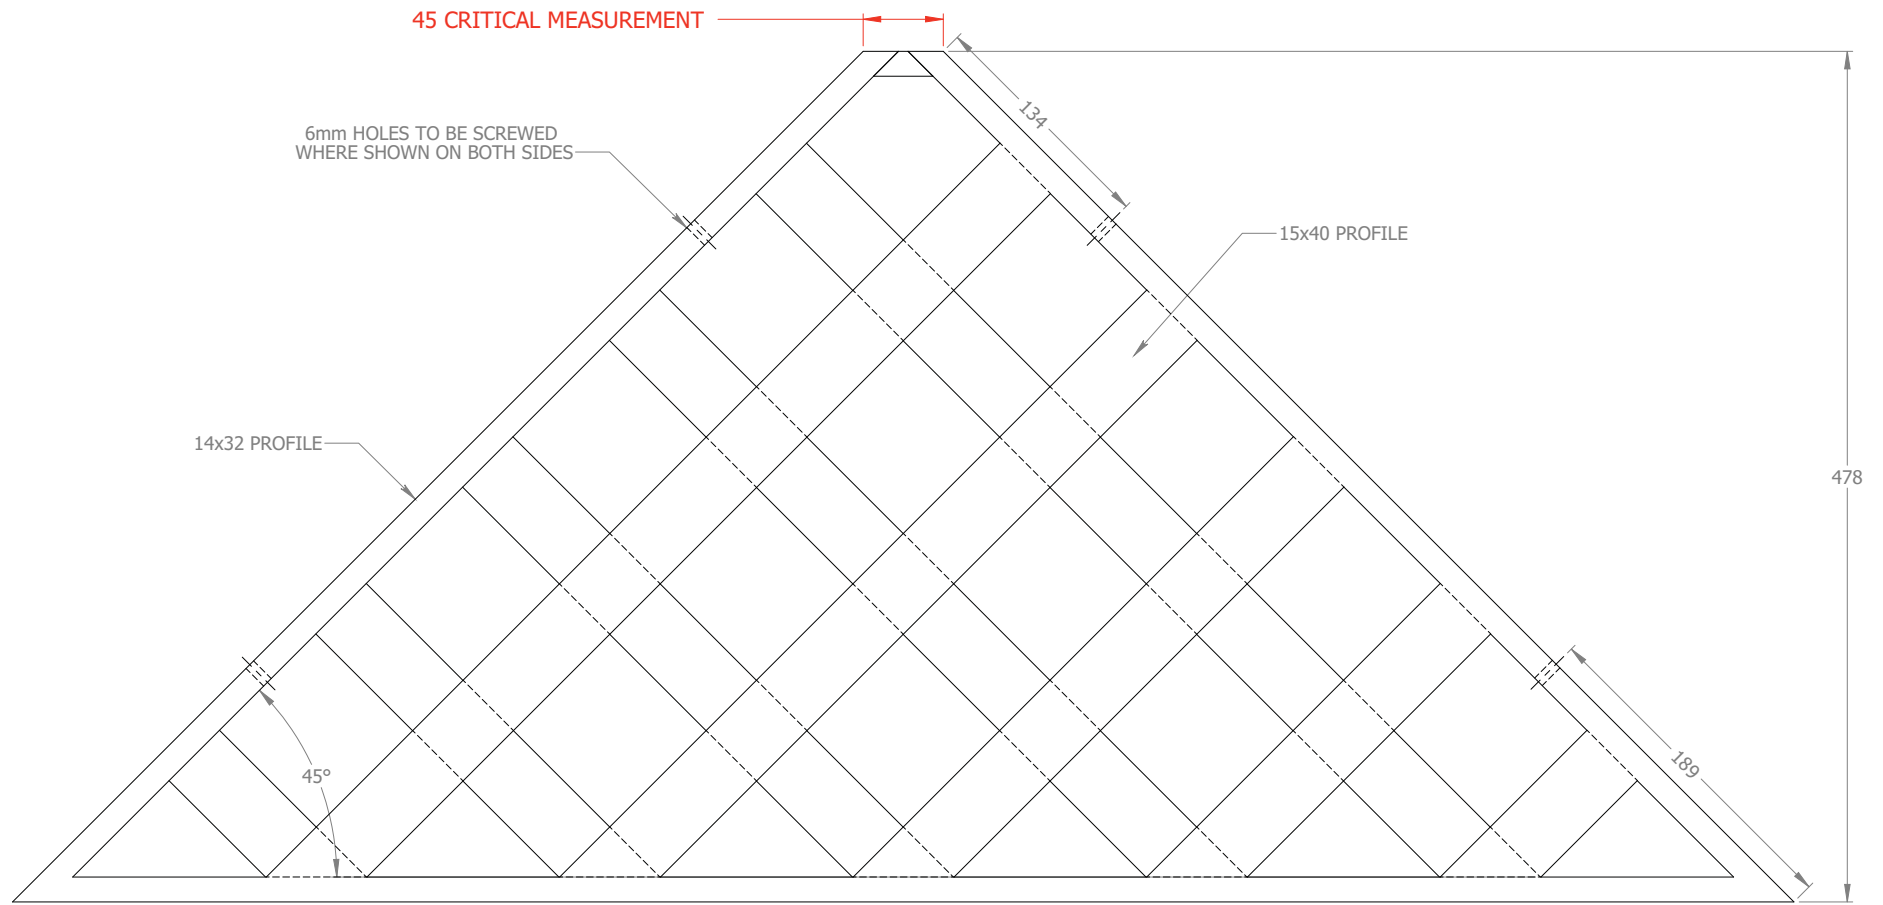 45 CRITICAL MEASUREMENT
134
6mm HOLES TO BE SCREWED
WHERE SHOWN ON BOTH SIDES
15x40 PROFILE
14x32 PROFILE
478
45°
189